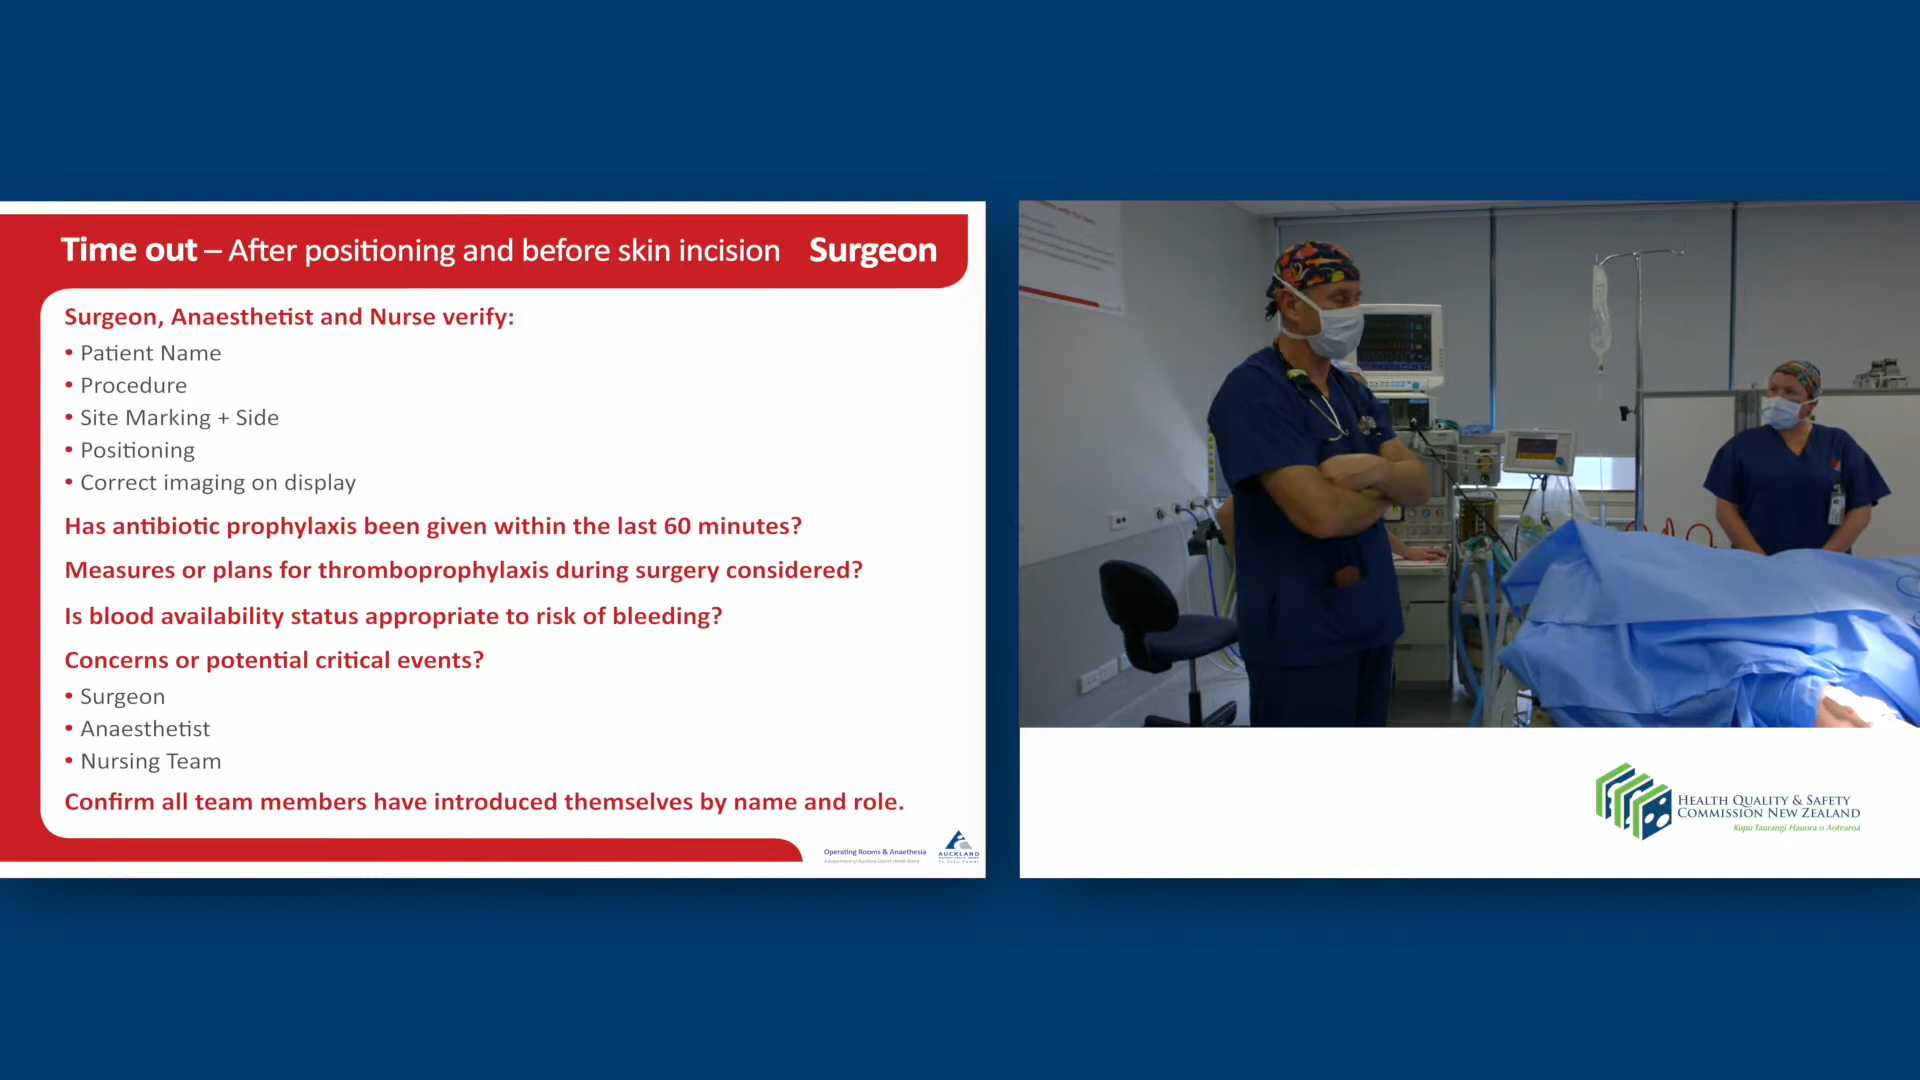 Time out – After positioning and before skin incision Surgeon
Surgeon, Anaesthetist and Nurse verify:
• Patient Name
• Procedure
• Site Marking + Side
• Positioning
• Correct imaging on display
Has antibiotic prophylaxis been given within the last 60 minutes?
Measures or plans for thromboprophylaxis during surgery considered?
Is blood availability status appropriate to risk of bleeding?
Concerns or potential critical events?
• Surgeon
• Anaesthetist
• Nursing Team
Confirm all team members have introduced themselves by name and role.
Operating Rooms & Anaesthesia
AUCKLAND
HEALTH QUALITY & SAFETY
COMMISSION NEW ZEALAND
Kupu Taurangi Hauora o Aotearoa